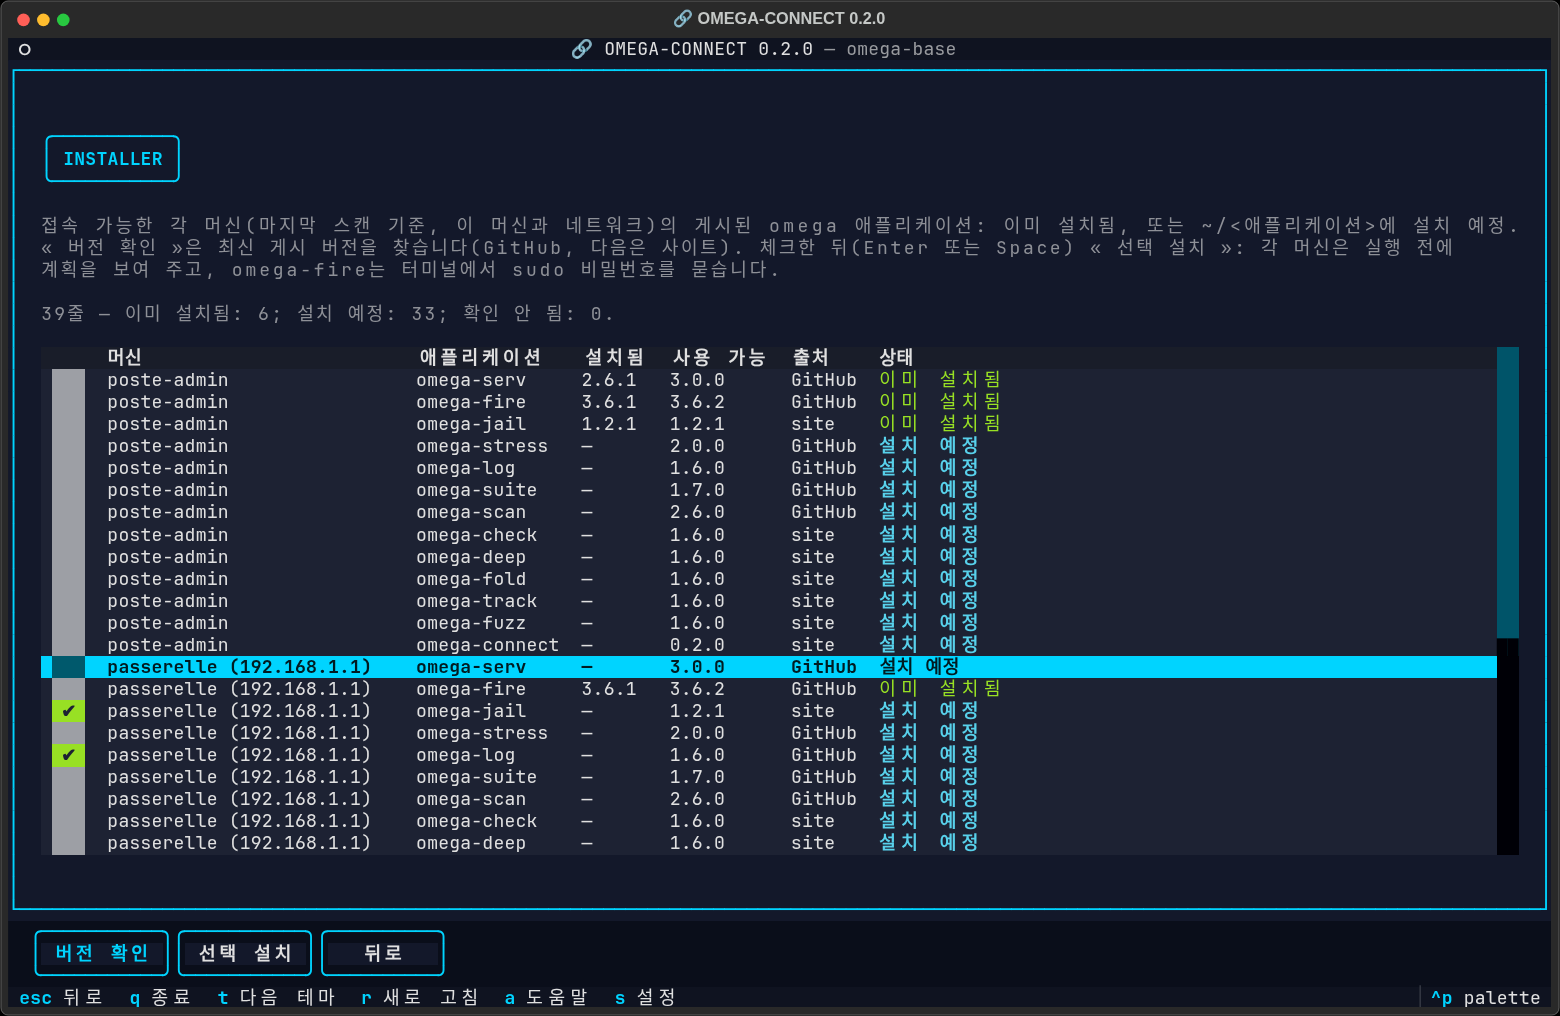 🔗 OMEGA-CONNECT 0.2.0
🔗 OMEGA-CONNECT 0.2.0 — omega-base
INSTALLER
접속 가능한 각 머신(마지막 스캔 기준, 이 머신과 네트워크)의 게시된 omega 애플리케이션: 이미 설치됨, 또는 ~/<애플리케이션>에 설치 예정.
« 버전 확인 »은 최신 게시 버전을 찾습니다(GitHub, 다음은 사이트). 체크한 뒤(Enter 또는 Space) « 선택 설치 »: 각 머신은 실행 전에
계획을 보여 주고, omega-fire는 터미널에서 sudo 비밀번호를 묻습니다.
39줄 — 이미 설치됨: 6; 설치 예정: 33; 확인 안 됨: 0.
머신 애플리케이션 설치됨 사용 가능 출처 상태
poste-admin omega-serv 2.6.1 3.0.0 GitHub 이미 설치됨
poste-admin omega-fire 3.6.1 3.6.2 GitHub 이미 설치됨
poste-admin omega-jail 1.2.1 1.2.1 site 이미 설치됨
poste-admin omega-stress — 2.0.0 GitHub 설치 예정
poste-admin omega-log — 1.6.0 GitHub 설치 예정
poste-admin omega-suite — 1.7.0 GitHub 설치 예정
poste-admin omega-scan — 2.6.0 GitHub 설치 예정
poste-admin omega-check — 1.6.0 site 설치 예정
poste-admin omega-deep — 1.6.0 site 설치 예정
poste-admin omega-fold — 1.6.0 site 설치 예정
poste-admin omega-track — 1.6.0 site 설치 예정
poste-admin omega-fuzz — 1.6.0 site 설치 예정
poste-admin omega-connect — 0.2.0 site 설치 예정
passerelle (192.168.1.1) omega-serv — 3.0.0 GitHub 설치 예정
passerelle (192.168.1.1) omega-fire 3.6.1 3.6.2 GitHub 이미 설치됨
✔ passerelle (192.168.1.1) omega-jail — 1.2.1 site 설치 예정
passerelle (192.168.1.1) omega-stress — 2.0.0 GitHub 설치 예정
✔ passerelle (192.168.1.1) omega-log — 1.6.0 GitHub 설치 예정
passerelle (192.168.1.1) omega-suite — 1.7.0 GitHub 설치 예정
passerelle (192.168.1.1) omega-scan — 2.6.0 GitHub 설치 예정
passerelle (192.168.1.1) omega-check — 1.6.0 site 설치 예정
passerelle (192.168.1.1) omega-deep — 1.6.0 site 설치 예정
버전 확인 선택 설치 뒤로
esc 뒤로 q 종료 t 다음 테마 r 새로 고침 a 도움말 s 설정 ^p palette